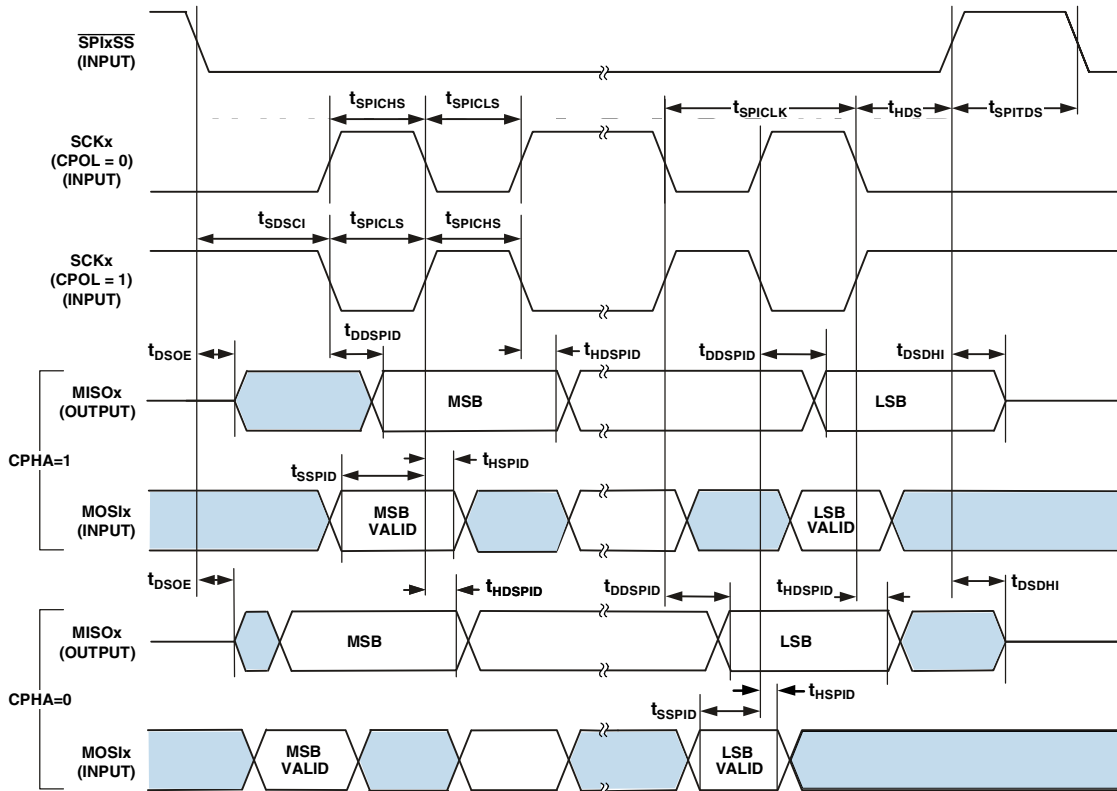 SPIxSS
(INPUT)
tSPICHS tSPICLS tSPICLK tHDS tSPITDS
SCKx
(CPOL = 0)
(INPUT)
tSDSCI tSPICLS tSPICHS
SCKx
(CPOL = 1)
(INPUT)
tDSOE tDDSPID tHDSPID tDDSPID tDSDHI
MISOx
(OUTPUT)
MSB LSB
CPHA=1
tSSPID tHSPID
MOSIx
(INPUT)
MSB
VALID
LSB
VALID
tDSOE tHDSPID tDDSPID tHDSPID tDSDHI
MISOx
(OUTPUT)
MSB LSB
CPHA=0
tSSPID tHSPID
MOSIx
(INPUT)
MSB
VALID
LSB
VALID